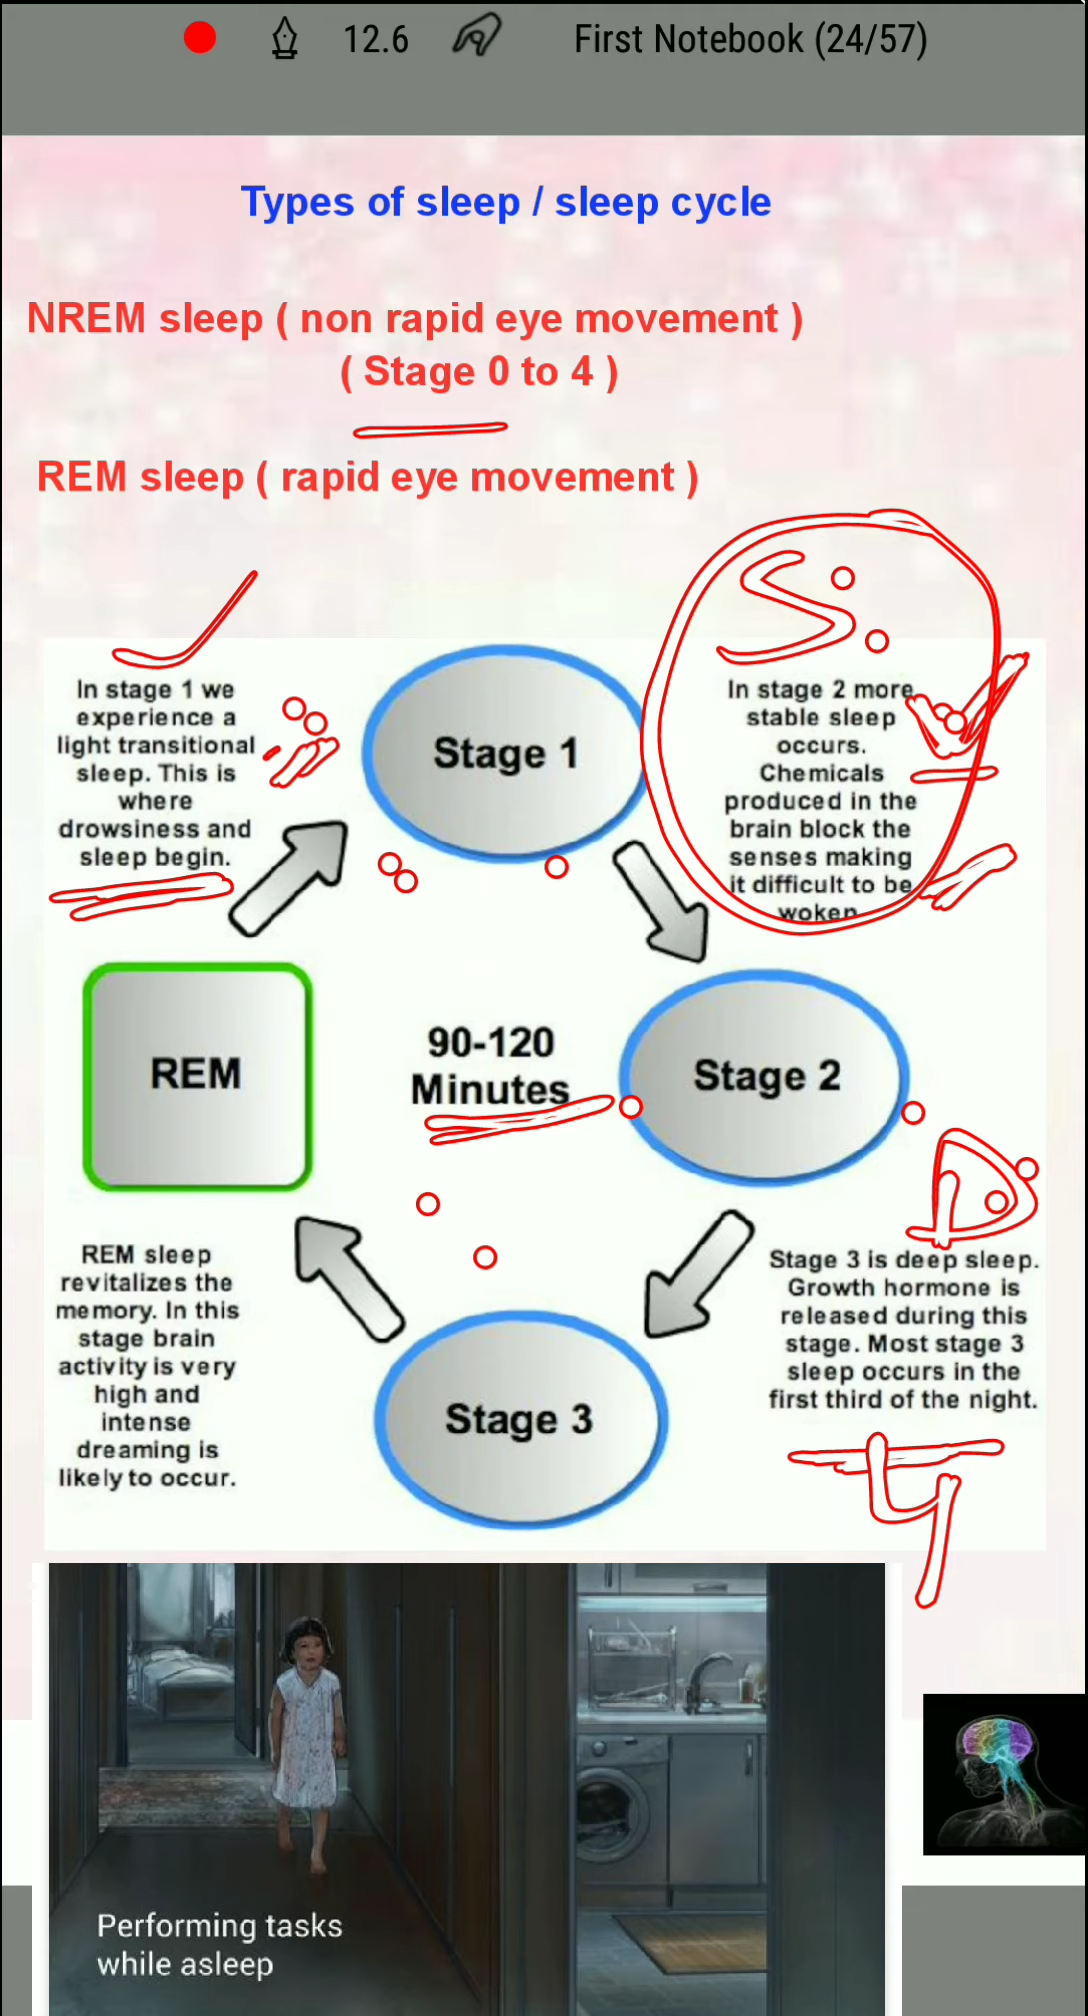 12.6 First Notebook (24/57)
Types of sleep / sleep cycle
NREM sleep ( non rapid eye movement )
( Stage 0 to 4 )
REM sleep ( rapid eye movement )
S.
In stage 1 we
experience a
light transitional
sleep. This is
where
drowsiness and
sleep begin.
Stage 1
In stage 2 more
stable sleep
occurs.
Chemicals
produced in the
brain block the
senses making
it difficult to be
woken
REM
90-120
Minutes
Stage 2
D
REM sleep
revitalizes the
memory. In this
stage brain
activity is very
high and
intense
dreaming is
likely to occur.
Stage 3
Stage 3 is deep sleep.
Growth hormone is
released during this
stage. Most stage 3
sleep occurs in the
first third of the night.
Performing tasks
while asleep